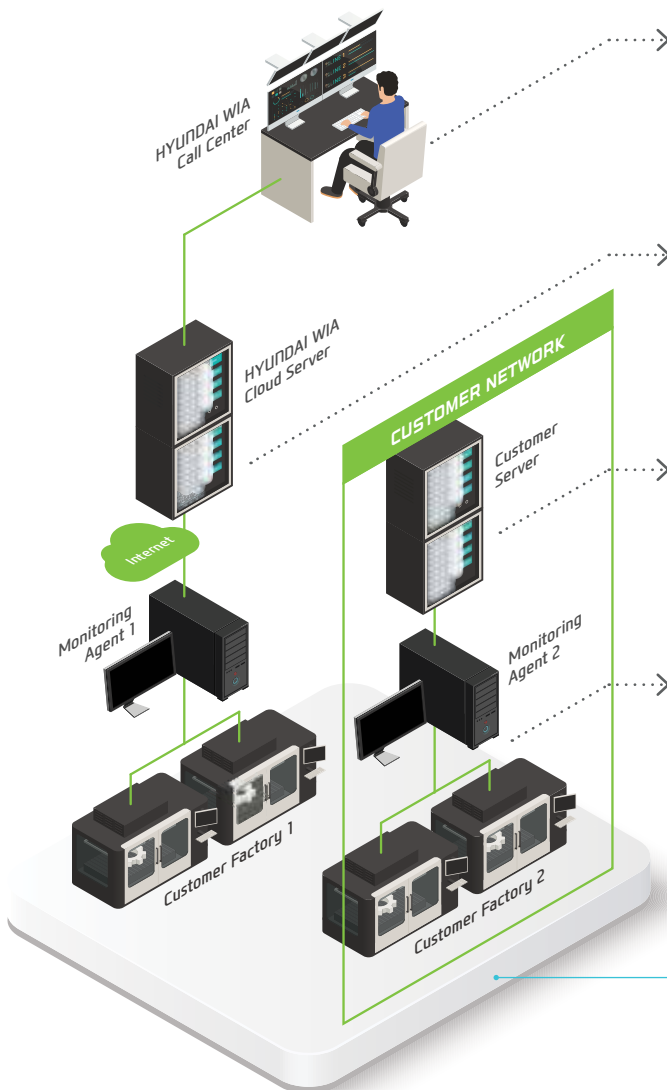 HYUNDAI WIA
Call Center
HYUNDAI WIA
Cloud Server
CUSTOMER NETWORK
Customer
Server
Internet
Monitoring
Agent 1
Monitoring
Agent 2
Customer Factory 1
Customer Factory 2